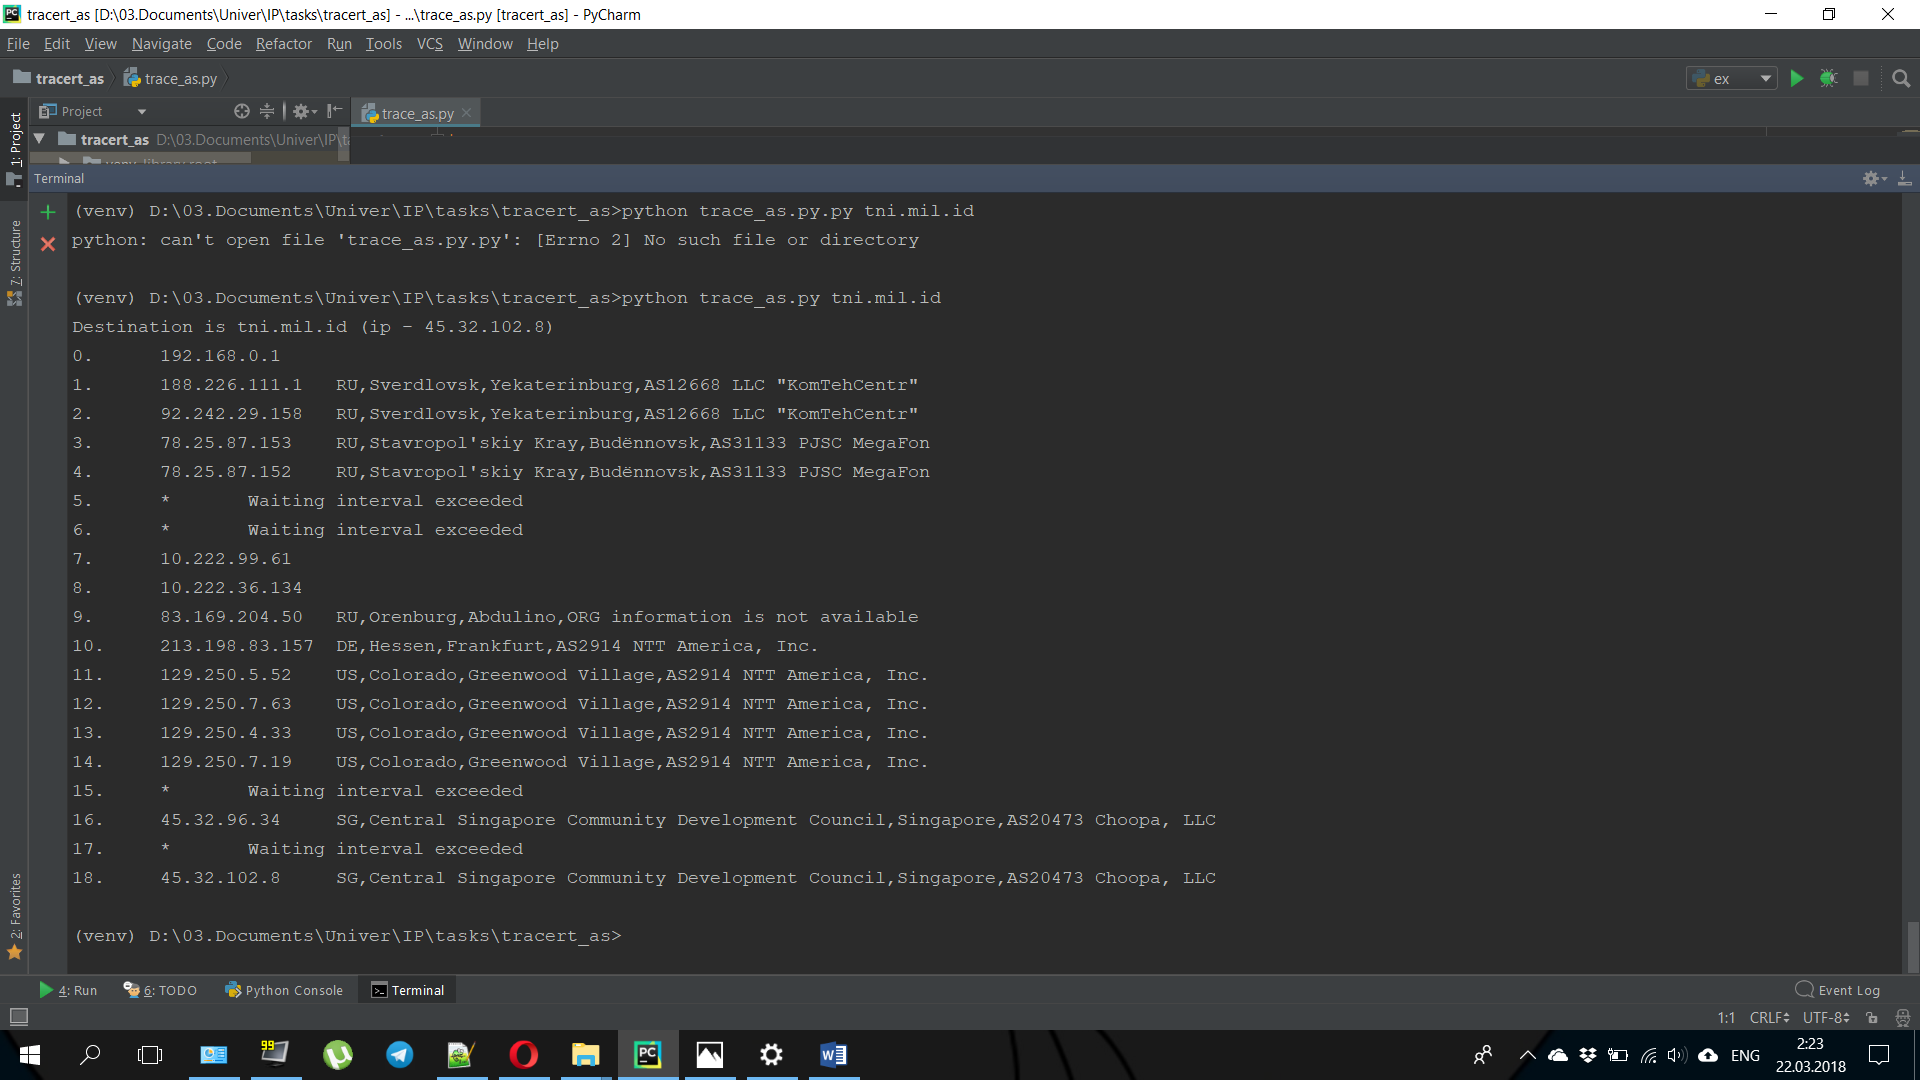 tracert_as [D:\03.Documents\Univer\IP\tasks\tracert_as] - ...\trace_as.py [tracert_as] - PyCharm
File Edit View Navigate Code Refactor Run Tools VCS Window Help
tracert_as trace_as.py ex
Project trace_as.py
tracert_as D:\03.Documents\Univer\IP\t
venv library root
1: Project
7: Structure
2: Favorites
Terminal
(venv) D:\03.Documents\Univer\IP\tasks\tracert_as>python trace_as.py.py tni.mil.id
python: can't open file 'trace_as.py.py': [Errno 2] No such file or directory
(venv) D:\03.Documents\Univer\IP\tasks\tracert_as>python trace_as.py tni.mil.id
Destination is tni.mil.id (ip - 45.32.102.8)
0. 192.168.0.1
1. 188.226.111.1 RU,Sverdlovsk,Yekaterinburg,AS12668 LLC "KomTehCentr"
2. 92.242.29.158 RU,Sverdlovsk,Yekaterinburg,AS12668 LLC "KomTehCentr"
3. 78.25.87.153 RU,Stavropol'skiy Kray,Budënnovsk,AS31133 PJSC MegaFon
4. 78.25.87.152 RU,Stavropol'skiy Kray,Budënnovsk,AS31133 PJSC MegaFon
5. * Waiting interval exceeded
6. * Waiting interval exceeded
7. 10.222.99.61
8. 10.222.36.134
9. 83.169.204.50 RU,Orenburg,Abdulino,ORG information is not available
10. 213.198.83.157 DE,Hessen,Frankfurt,AS2914 NTT America, Inc.
11. 129.250.5.52 US,Colorado,Greenwood Village,AS2914 NTT America, Inc.
12. 129.250.7.63 US,Colorado,Greenwood Village,AS2914 NTT America, Inc.
13. 129.250.4.33 US,Colorado,Greenwood Village,AS2914 NTT America, Inc.
14. 129.250.7.19 US,Colorado,Greenwood Village,AS2914 NTT America, Inc.
15. * Waiting interval exceeded
16. 45.32.96.34 SG,Central Singapore Community Development Council,Singapore,AS20473 Choopa, LLC
17. * Waiting interval exceeded
18. 45.32.102.8 SG,Central Singapore Community Development Council,Singapore,AS20473 Choopa, LLC
(venv) D:\03.Documents\Univer\IP\tasks\tracert_as>
4: Run 6: TODO Python Console Terminal Event Log
1:1 CRLF UTF-8
99 PC ENG 2:23
22.03.2018